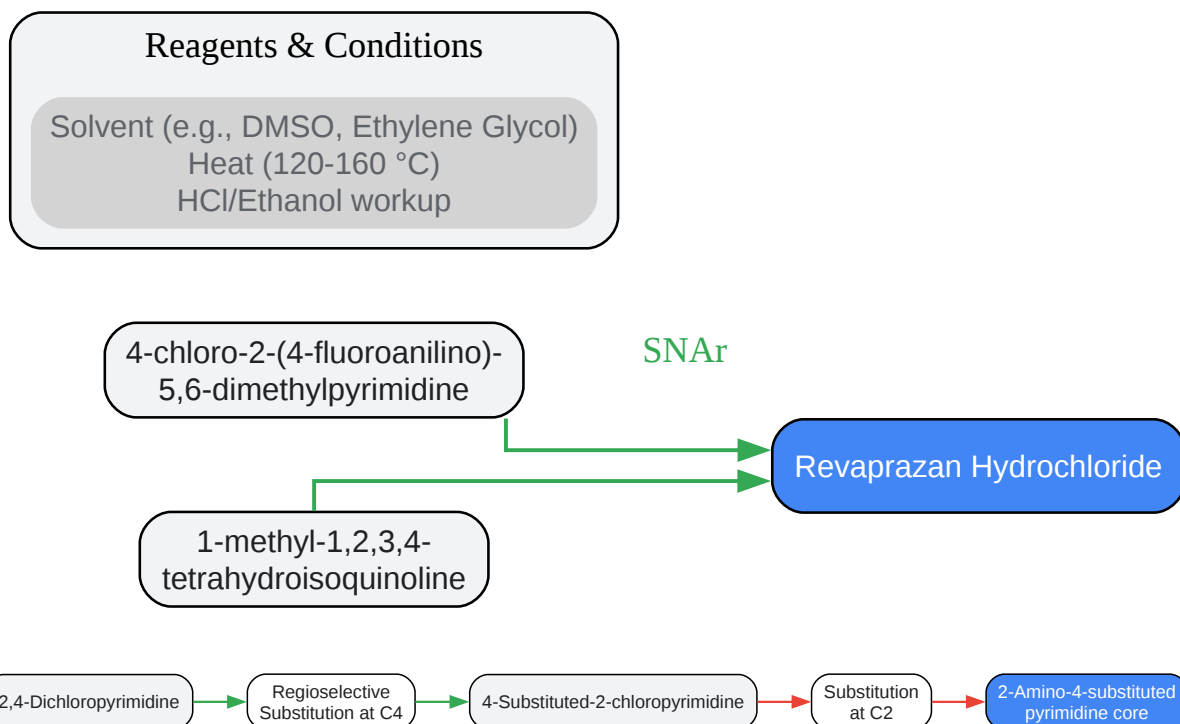 Reagents & Conditions
Solvent (e.g., DMSO, Ethylene Glycol)
Heat (120-160 °C)
HCl/Ethanol workup
4-chloro-2-(4-fluoroanilino)-
5,6-dimethylpyrimidine
SNAr
Revaprazan Hydrochloride
1-methyl-1,2,3,4-
tetrahydroisoquinoline
2,4-Dichloropyrimidine
Regioselective
Substitution at C4
4-Substituted-2-chloropyrimidine
Substitution
at C2
2-Amino-4-substituted
pyrimidine core